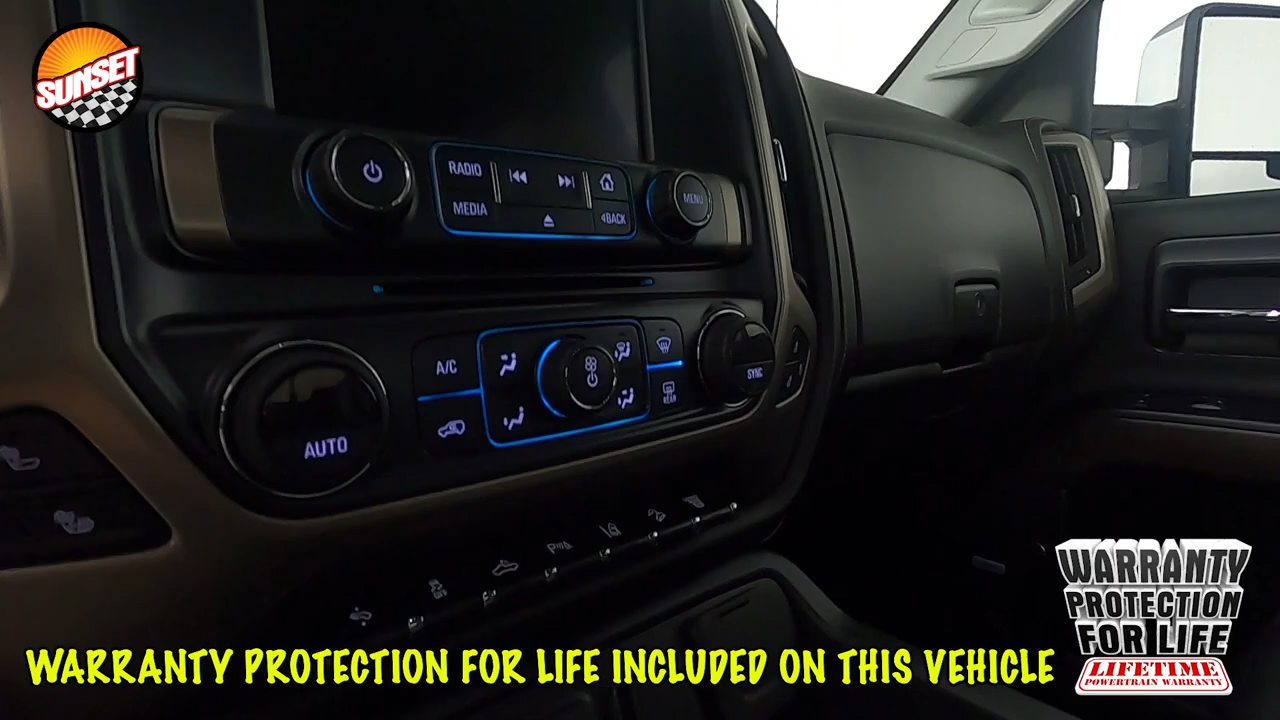 SUNSET
RADIO
MEDIA
BACK
MENU
A/C
AUTO
REAR
SYNC
WARRANTY
PROTECTION
FOR LIFE
LIFETIME
POWERTRAIN WARRANTY
WARRANTY PROTECTION FOR LIFE INCLUDED ON THIS VEHICLE